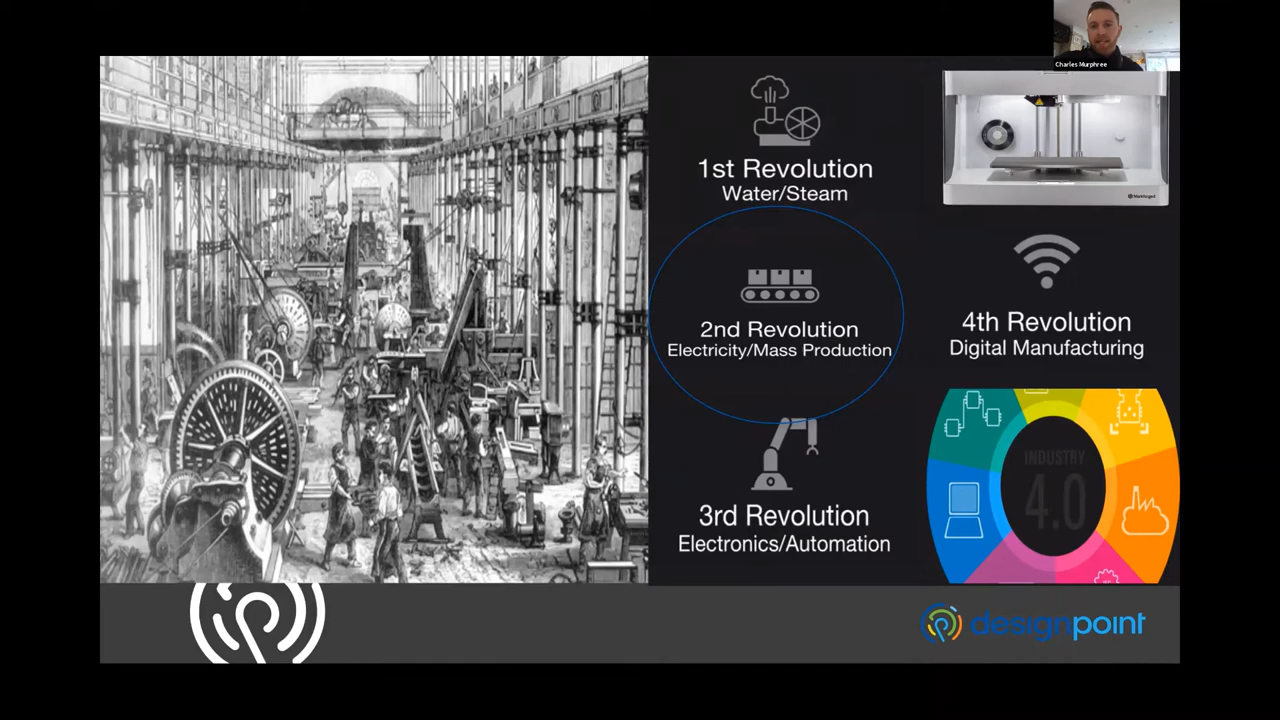 Charles Murphree
1st Revolution
Water/Steam
Markforged
2nd Revolution
Electricity/Mass Production
4th Revolution
Digital Manufacturing
INDUSTRY
4.0
3rd Revolution
Electronics/Automation
designpoint